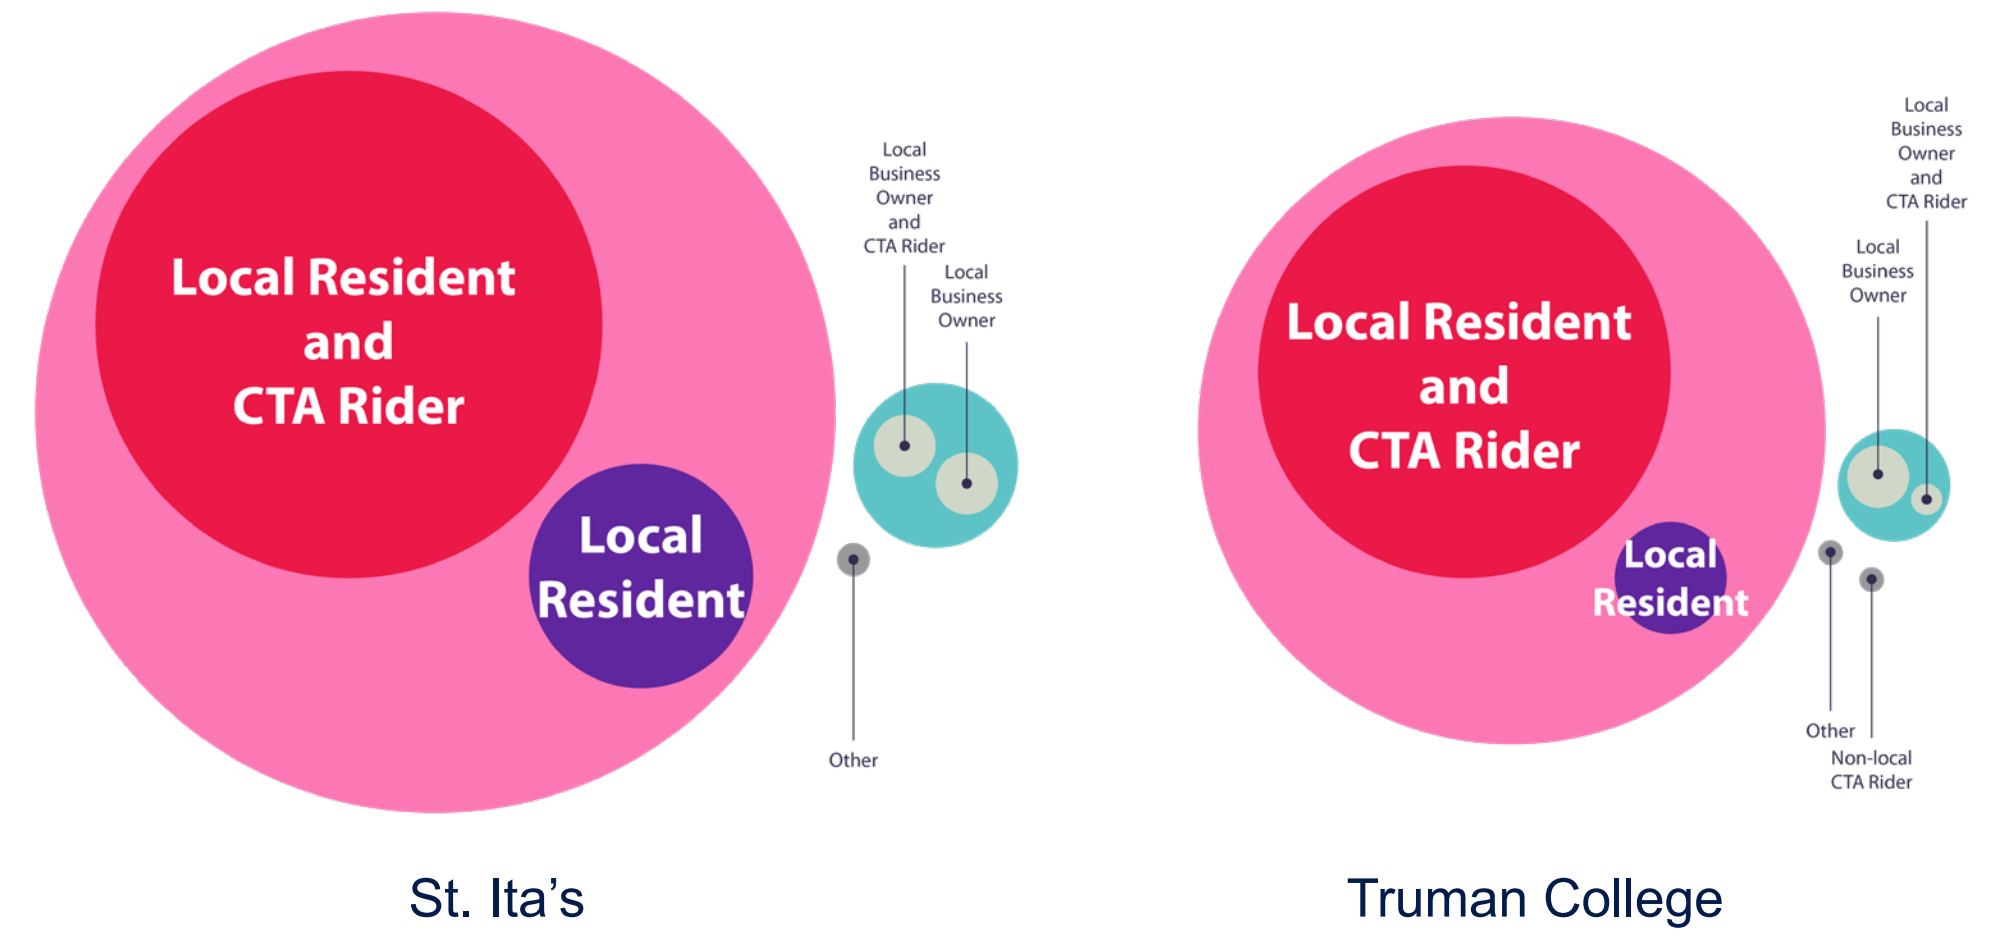 Local Resident
and
CTA Rider
Local
Resident
Local
Business
Owner
and
CTA Rider
Local
Business
Owner
Other
St. Ita’s
Local Resident
and
CTA Rider
Local
Resident
Local
Business
Owner
Local
Business
Owner
and
CTA Rider
Other
Non-local
CTA Rider
Truman College